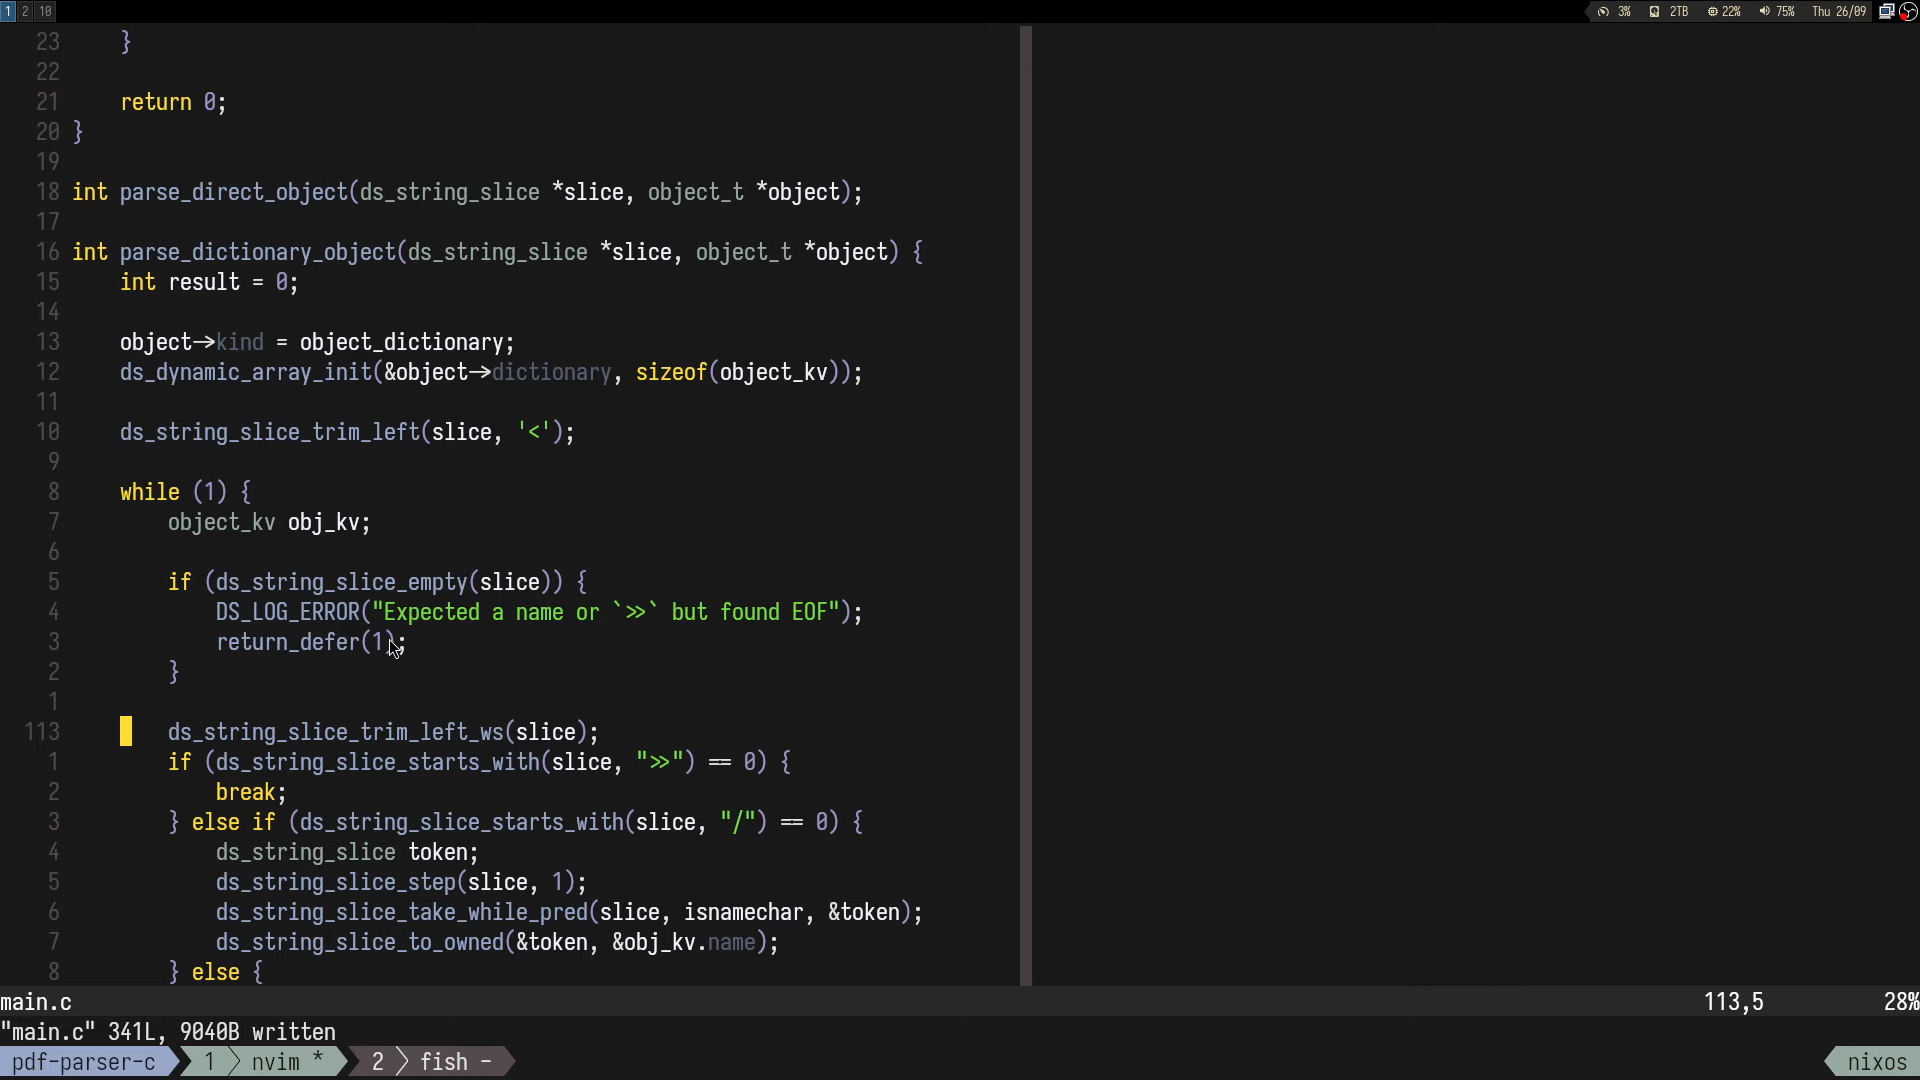 1 2 10 3% 2TB 22% 75% Thu 26/09
23 }
22
21 return 0;
20 }
19
18 int parse_direct_object(ds_string_slice *slice, object_t *object);
17
16 int parse_dictionary_object(ds_string_slice *slice, object_t *object) {
15 int result = 0;
14
13 object->kind = object_dictionary;
12 ds_dynamic_array_init(&object->dictionary, sizeof(object_kv));
11
10 ds_string_slice_trim_left(slice, '<');
9
8 while (1) {
7 object_kv obj_kv;
6
5 if (ds_string_slice_empty(slice)) {
4 DS_LOG_ERROR("Expected a name or `>>` but found EOF");
3 return_defer(1);
2 }
1
113 ds_string_slice_trim_left_ws(slice);
1 if (ds_string_slice_starts_with(slice, ">>") == 0) {
2 break;
3 } else if (ds_string_slice_starts_with(slice, "/") == 0) {
4 ds_string_slice token;
5 ds_string_slice_step(slice, 1);
6 ds_string_slice_take_while_pred(slice, isnamechar, &token);
7 ds_string_slice_to_owned(&token, &obj_kv.name);
8 } else {
main.c 113,5 28%
"main.c" 341L, 9040B written
pdf-parser-c 1 nvim * 2 fish - nixos